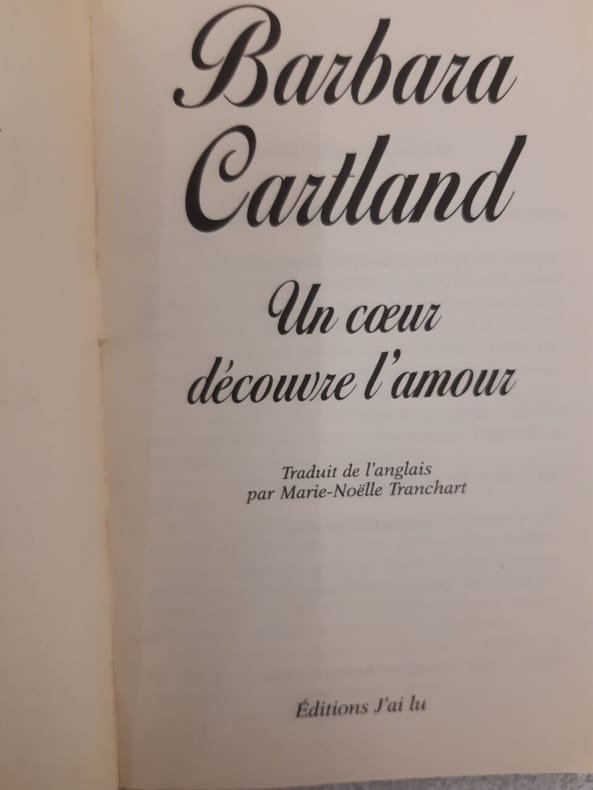 Barbara
Cartland
Un cœur
découvre l'amour
Traduit de l'anglais
par Marie-Noëlle Tranchart
Éditions J'ai lu